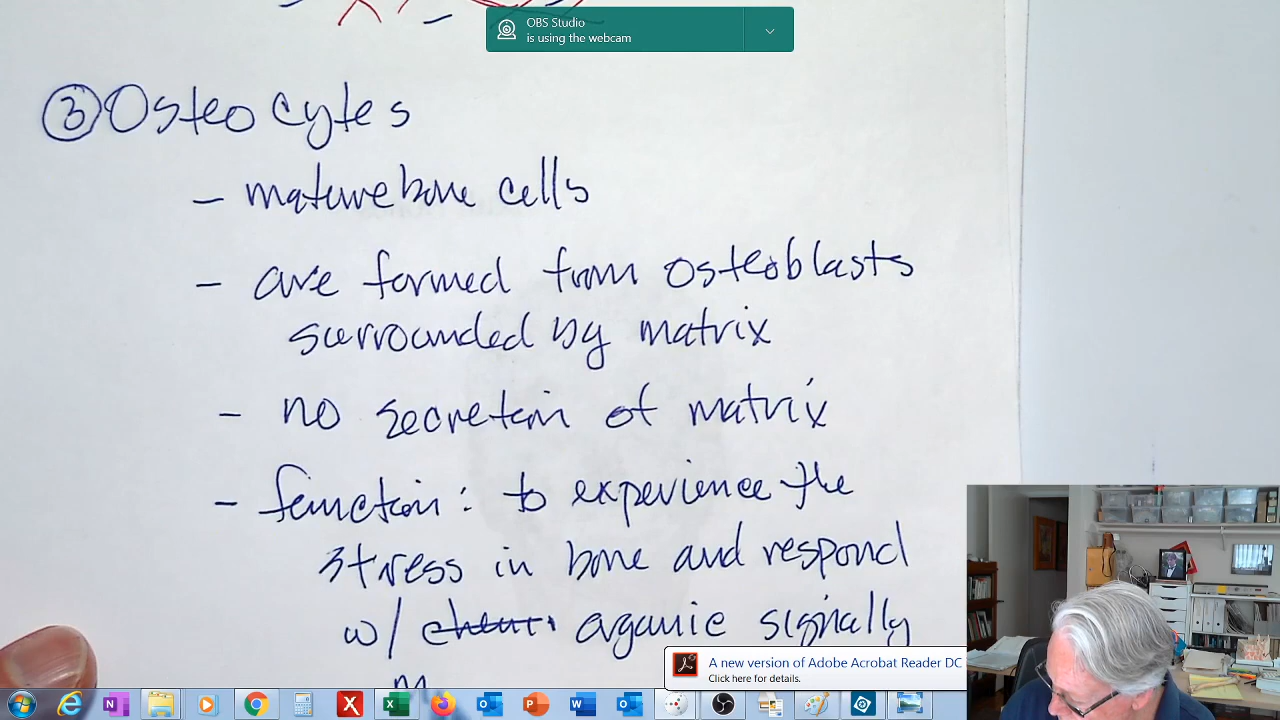 OBS Studio
is using the webcam
③ Osteocytes
- mature bone cells
- are formed from Osteoblasts
surrounded by matrix
- no secretion of matrix
- function: to experience the
stress in bone and respond
w/ organic signally
A new version of Adobe Acrobat Reader DC
Click here for details.